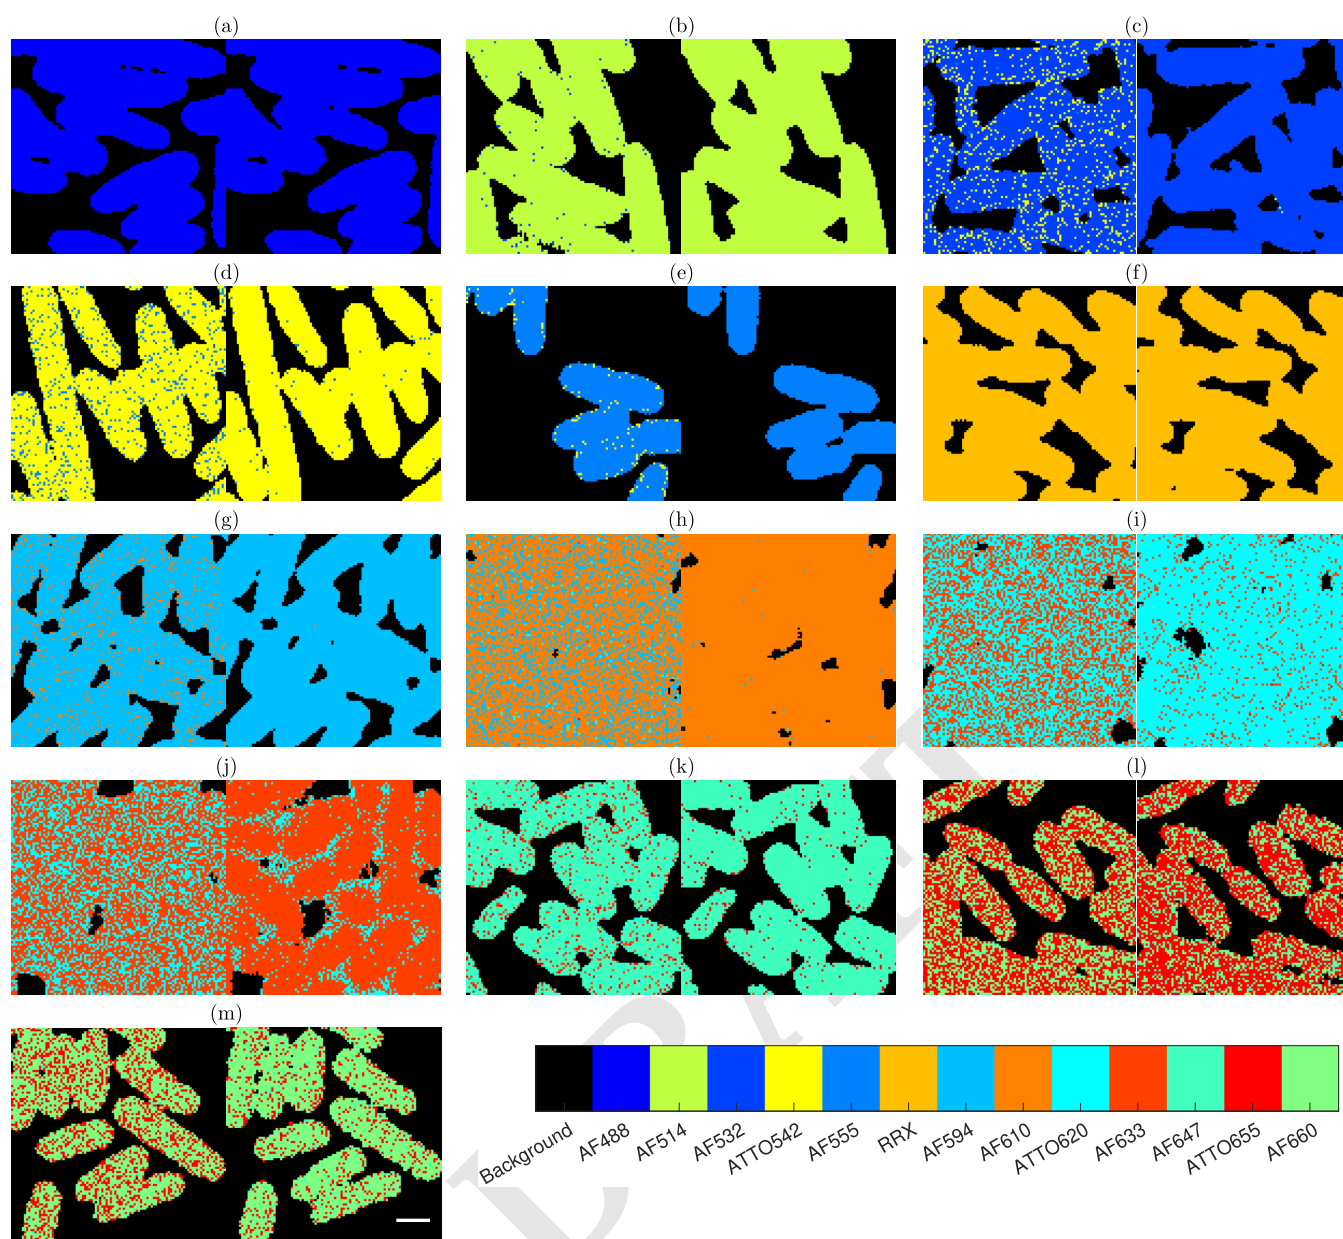 (a) (b) (c)
(d) (e) (f)
(g) (h) (i)
(j) (k) (l)
(m)
Background AF488 AF514 AF532 ATTO542 AF555 RRX AF594 AF610 ATTO620 AF633 AF647 ATTO655 AF660